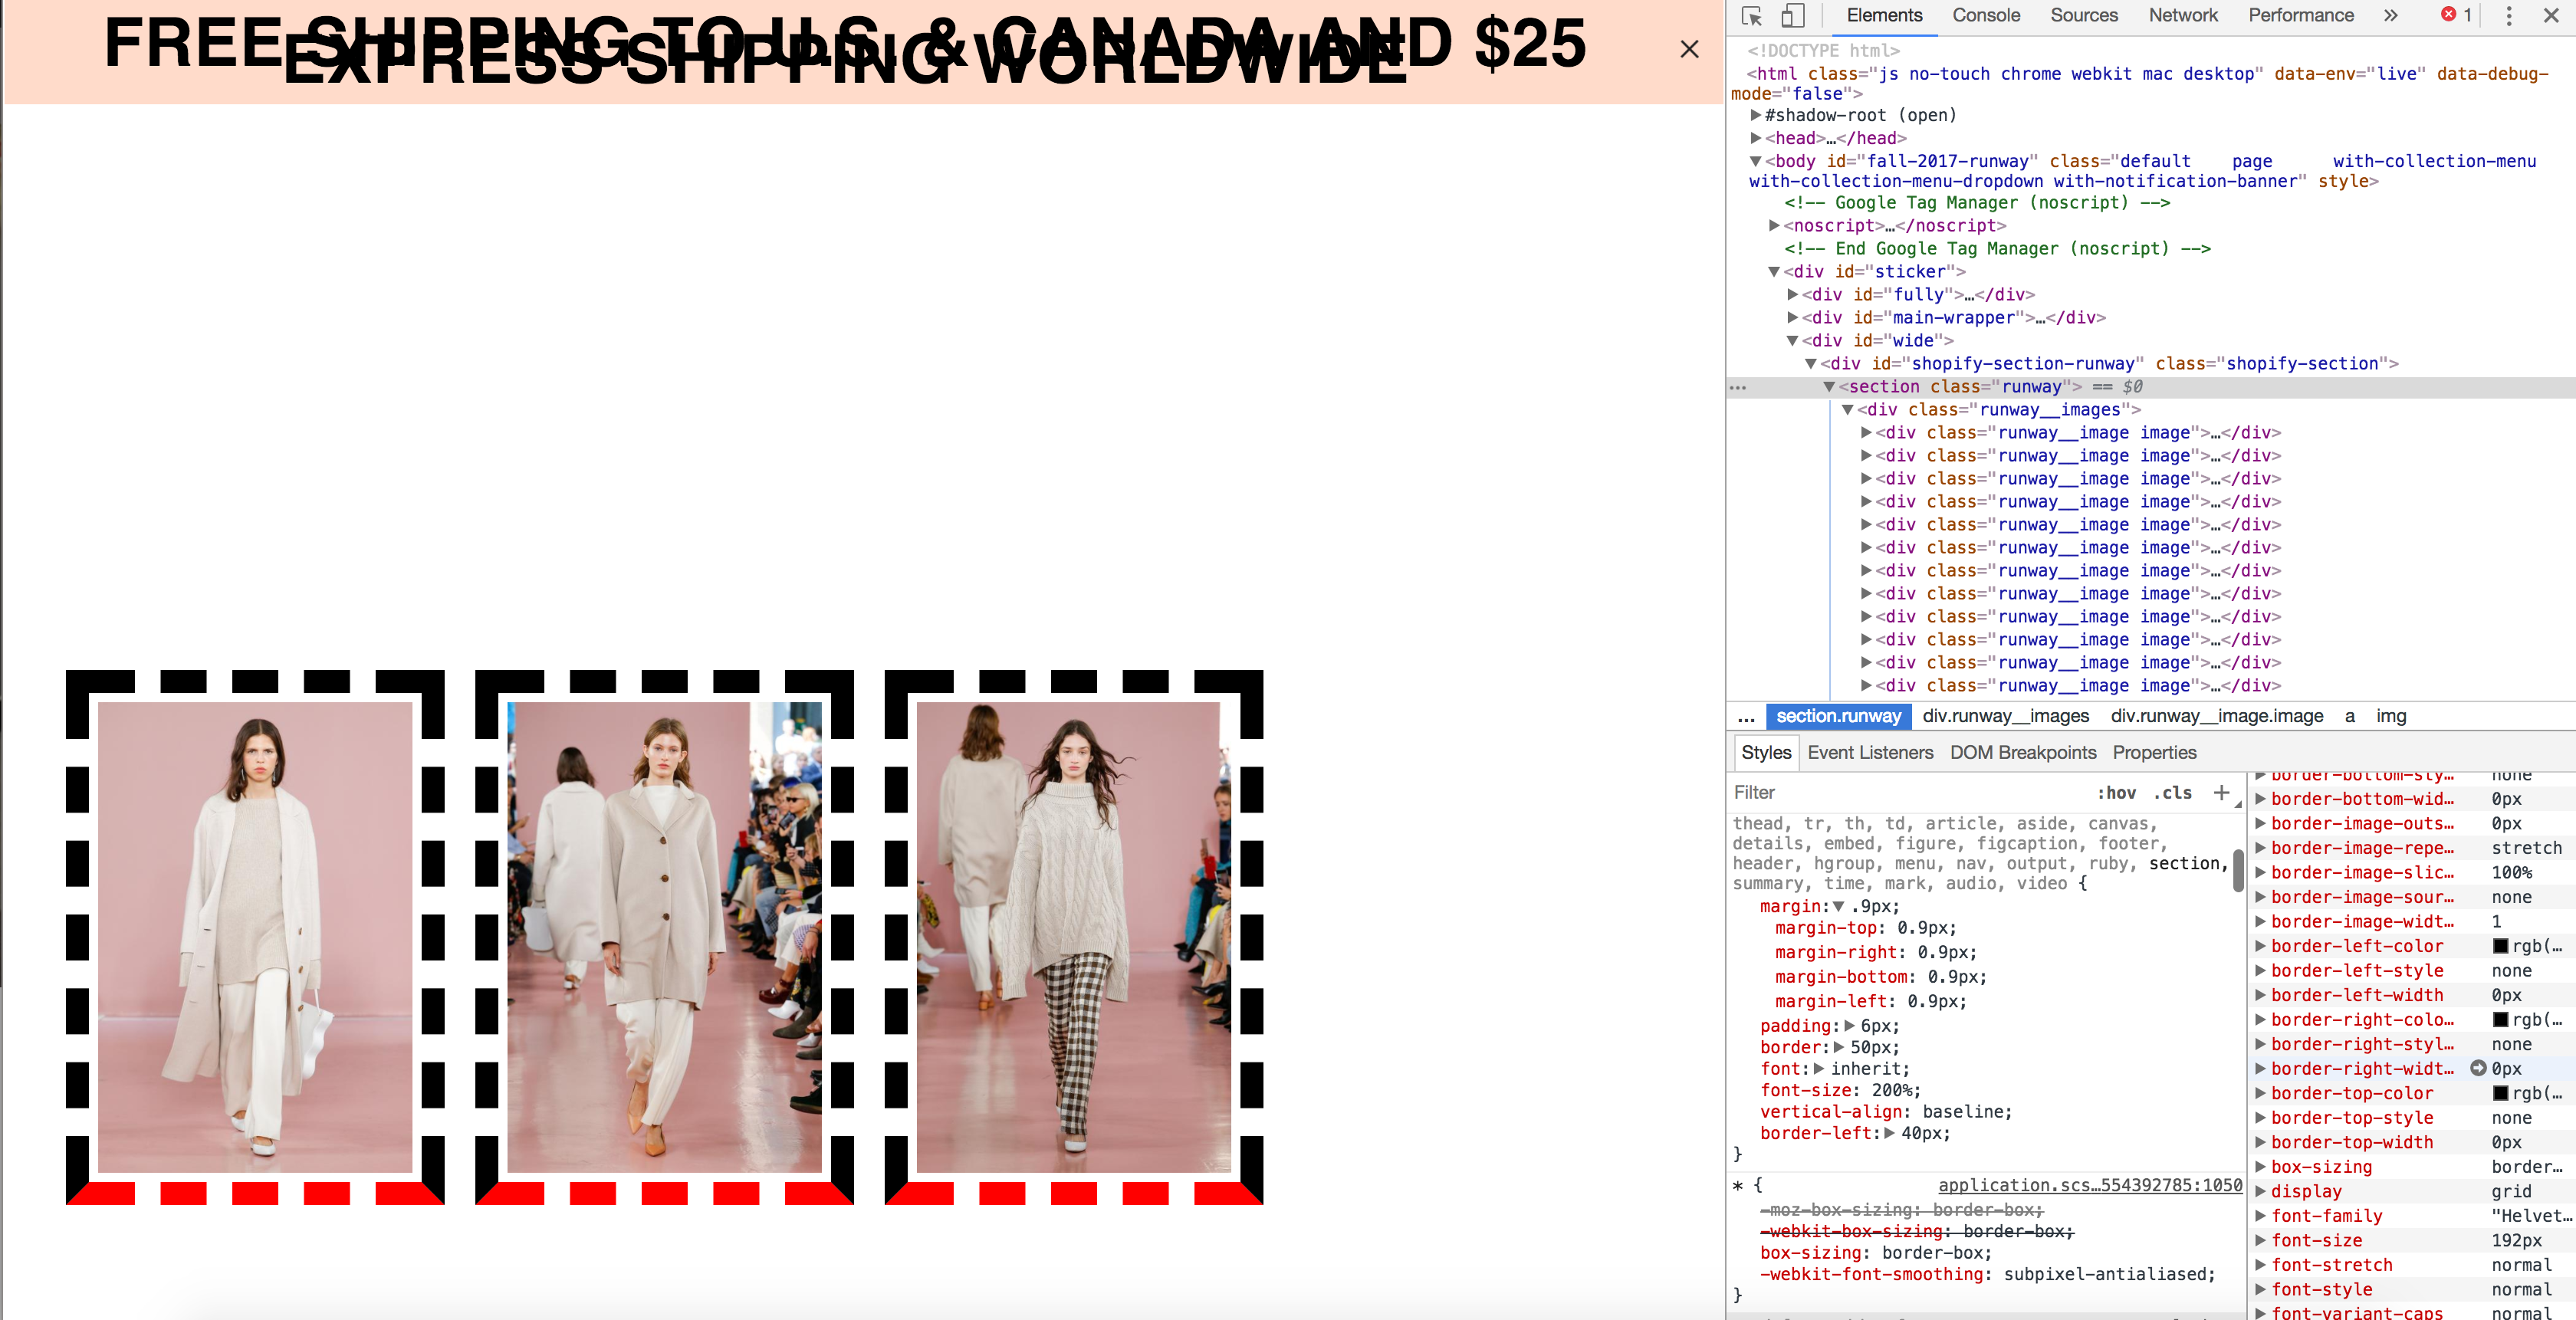 FREE SHIPPING TO U.S. & CANADA AND $25
EXPRESS SHIPPING WORLDWIDE
Elements Console Sources Network Performance » 1
<!DOCTYPE html>
<html class="js no-touch chrome webkit mac desktop" data-env="live" data-debug-
mode="false">
#shadow-root (open)
<head>…</head>
<body id="fall-2017-runway" class="default page with-collection-menu
with-collection-menu-dropdown with-notification-banner" style>
<!-- Google Tag Manager (noscript) -->
<noscript>…</noscript>
<!-- End Google Tag Manager (noscript) -->
<div id="sticker">
<div id="fully">…</div>
<div id="main-wrapper">…</div>
<div id="wide">
<div id="shopify-section-runway" class="shopify-section">
… <section class="runway"> == $0
<div class="runway__images">
<div class="runway__image image">…</div>
<div class="runway__image image">…</div>
<div class="runway__image image">…</div>
<div class="runway__image image">…</div>
<div class="runway__image image">…</div>
<div class="runway__image image">…</div>
<div class="runway__image image">…</div>
<div class="runway__image image">…</div>
<div class="runway__image image">…</div>
<div class="runway__image image">…</div>
<div class="runway__image image">…</div>
<div class="runway__image image">…</div>
... section.runway div.runway__images div.runway__image.image a img
Styles Event Listeners DOM Breakpoints Properties
Filter :hov .cls +
thead, tr, th, td, article, aside, canvas,
details, embed, figure, figcaption, footer,
header, hgroup, menu, nav, output, ruby, section,
summary, time, mark, audio, video {
margin: .9px;
margin-top: 0.9px;
margin-right: 0.9px;
margin-bottom: 0.9px;
margin-left: 0.9px;
padding: 6px;
border: 50px;
font: inherit;
font-size: 200%;
vertical-align: baseline;
border-left: 40px;
}
* { application.scs…554392785:1050
-moz-box-sizing: border-box;
-webkit-box-sizing: border-box;
box-sizing: border-box;
-webkit-font-smoothing: subpixel-antialiased;
}
border-bottom-sty… none
border-bottom-wid… 0px
border-image-outs… 0px
border-image-repe… stretch
border-image-slic… 100%
border-image-sour… none
border-image-widt… 1
border-left-color rgb(…
border-left-style none
border-left-width 0px
border-right-colo… rgb(…
border-right-styl… none
border-right-widt… 0px
border-top-color rgb(…
border-top-style none
border-top-width 0px
box-sizing border…
display grid
font-family "Helvet…
font-size 192px
font-stretch normal
font-style normal
font-variant-caps normal